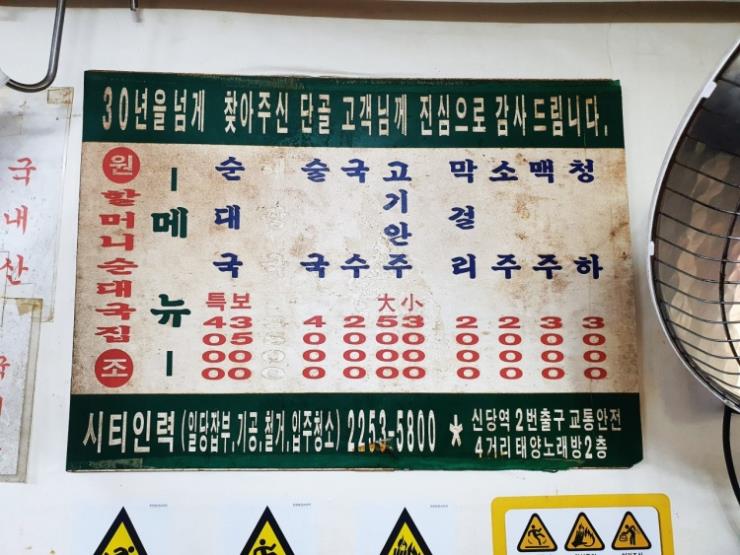 30년을 넘게 찾아주신 단골 고객님께 진심으로 감사드립니다.
원
할머니순대국집
조
메뉴
순대국
특 4000
보 3500
술국
4000
국수
2000
고기안주
大 5000
小 3000
막걸리
2000
소주
2000
맥주
3000
청하
3000
시티인력 (일당잡부,기공,철거,입주청소) 2253-5800
신당역 2번출구 교통안전
4거리 태양노래방2층
국내산